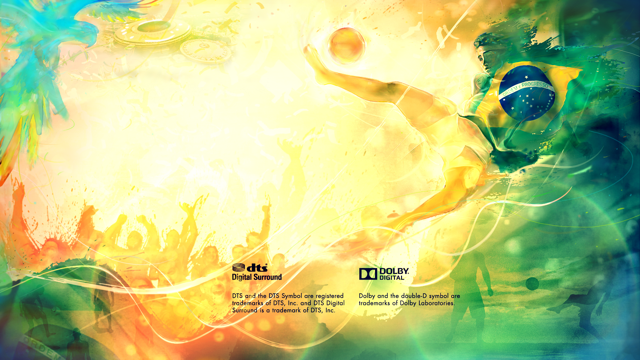 dts
Digital Surround
DTS and the DTS Symbol are registered
trademarks of DTS, Inc. and DTS Digital
Surround is a trademark of DTS, Inc.
DOLBY.
DIGITAL
Dolby and the double-D symbol are
trademarks of Dolby Laboratories.